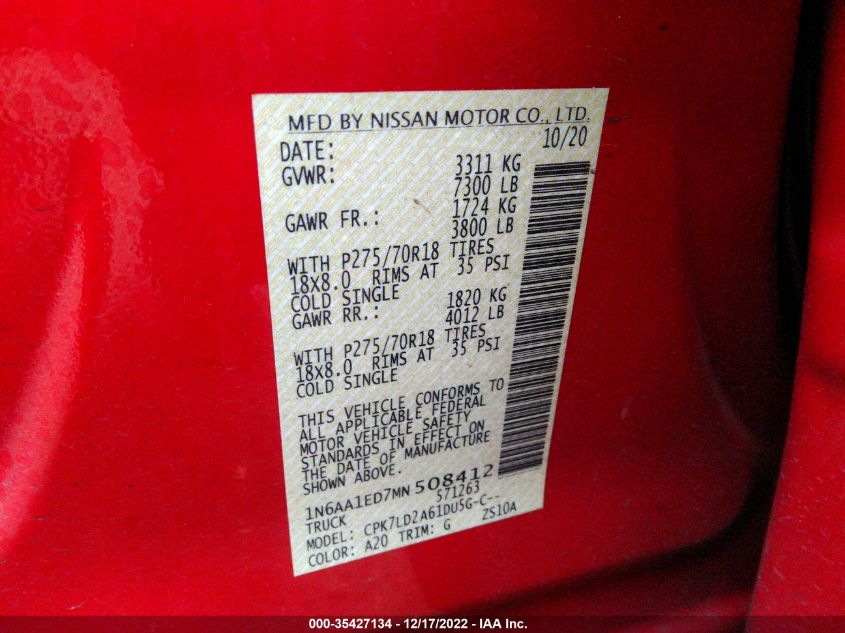 MFD BY NISSAN MOTOR CO., LTD.
DATE: 10/20
GVWR: 3311 KG
7300 LB
GAWR FR.: 1724 KG
3800 LB
WITH P275/70R18 TIRES
18X8.0 RIMS AT 35 PSI
COLD SINGLE
GAWR RR.: 1820 KG
4012 LB
WITH P275/70R18 TIRES
18X8.0 RIMS AT 35 PSI
COLD SINGLE
THIS VEHICLE CONFORMS TO
ALL APPLICABLE FEDERAL
MOTOR VEHICLE SAFETY
STANDARDS IN EFFECT ON
THE DATE OF MANUFACTURE
SHOWN ABOVE.
1N6AA1ED7MN508412
TRUCK 571263
MODEL: CPK7LD2A61DU5G-C--
COLOR: A20 TRIM: G ZS10A
000-35427134 - 12/17/2022 - IAA Inc.